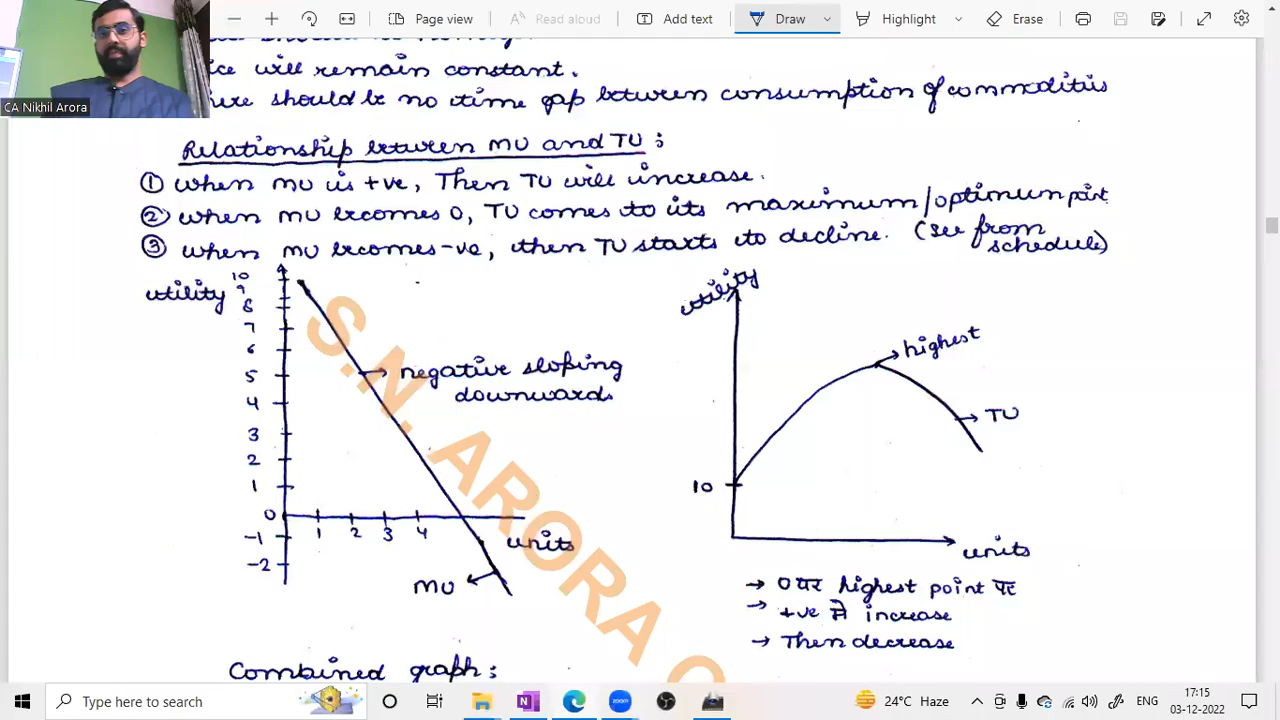 Page view
Read aloud
Add text
Draw
Highlight
Erase
CA Nikhil Arora
will remain constant.
should be no time gap between consumption of commoditis
Relationship between MU and TU :
① when MU is +ve, Then TU will increase.
② when MU becomes 0, TU comes to its maximum/optimum point
③ when MU becomes -ve, then TU starts to decline. (see from schedule)
utility
10
9
8
7
6
5
4
3
2
1
0
-1
-2
1 2 3 4
units
negative sloping
downwards
MU
utility
highest
TU
10
units
→ 0 पर highest point पर
→ +ve में increase
→ Then decrease
S.N. ARORA C
Combined graph :
Type here to search
24°C Haze
ENG
17:15
03-12-2022